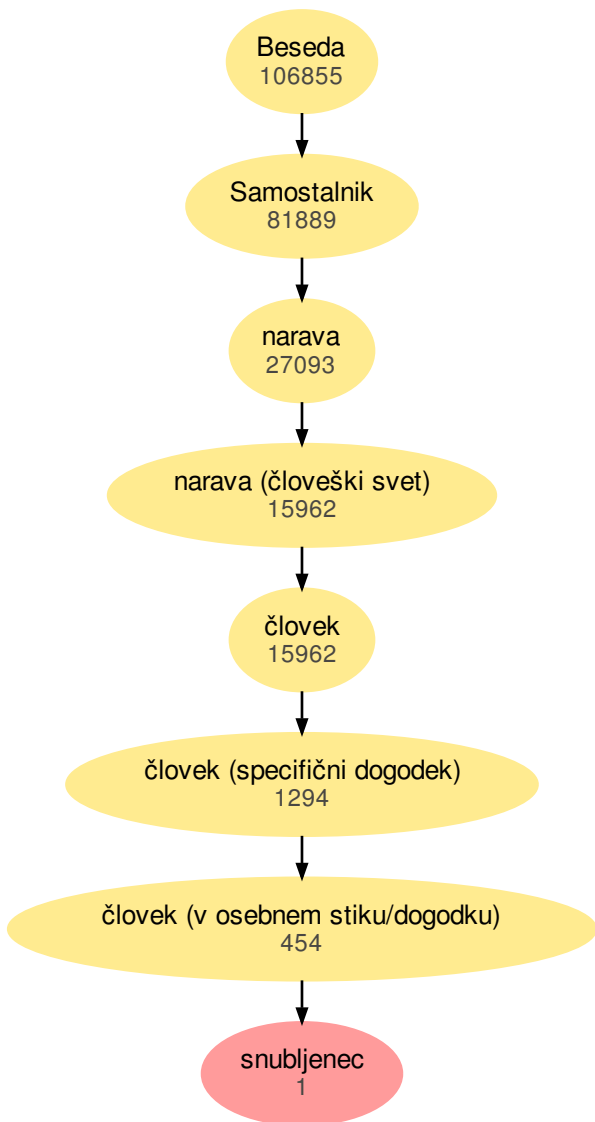 Beseda
106855
Samostalnik
81889
narava
27093
narava (človeški svet)
15962
človek
15962
človek (specifični dogodek)
1294
človek (v osebnem stiku/dogodku)
454
snubljenec
1